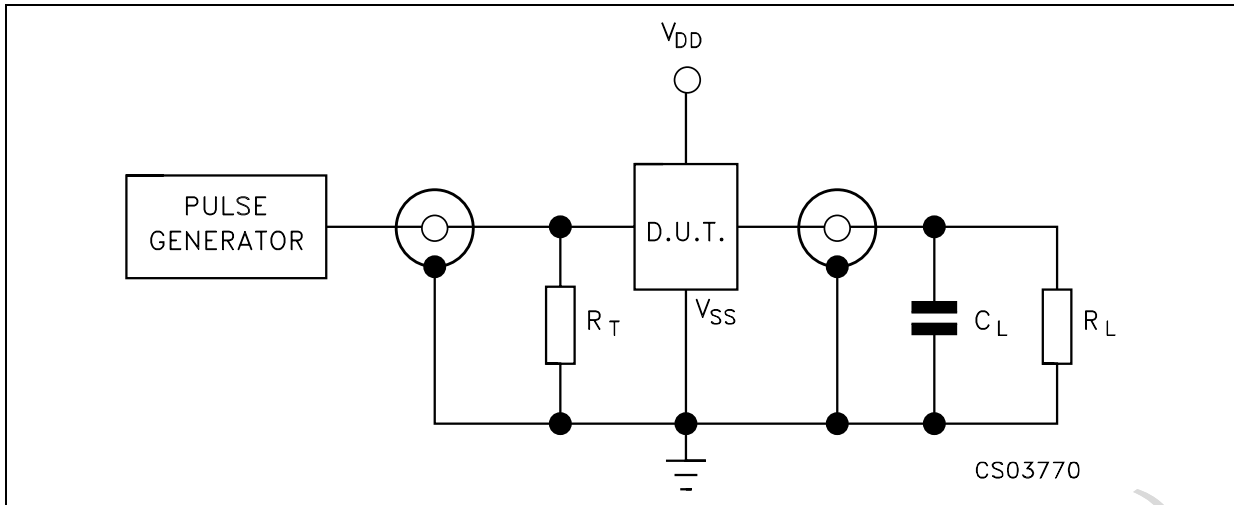 VDD
PULSE
GENERATOR
D.U.T.
VSS
RT
CL
RL
CS03770